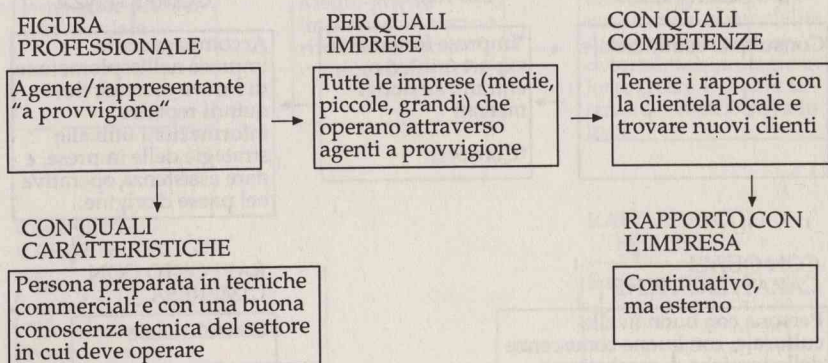 FIGURA
PROFESSIONALE
Agente/rappresentante
"a provvigione"
PER QUALI
IMPRESE
Tutte le imprese (medie,
piccole, grandi) che
operano attraverso
agenti a provvigione
CON QUALI
COMPETENZE
Tenere i rapporti con
la clientela locale e
trovare nuovi clienti
CON QUALI
CARATTERISTICHE
Persona preparata in tecniche
commerciali e con una buona
conoscenza tecnica del settore
in cui deve operare
RAPPORTO CON
L'IMPRESA
Continuativo,
ma esterno